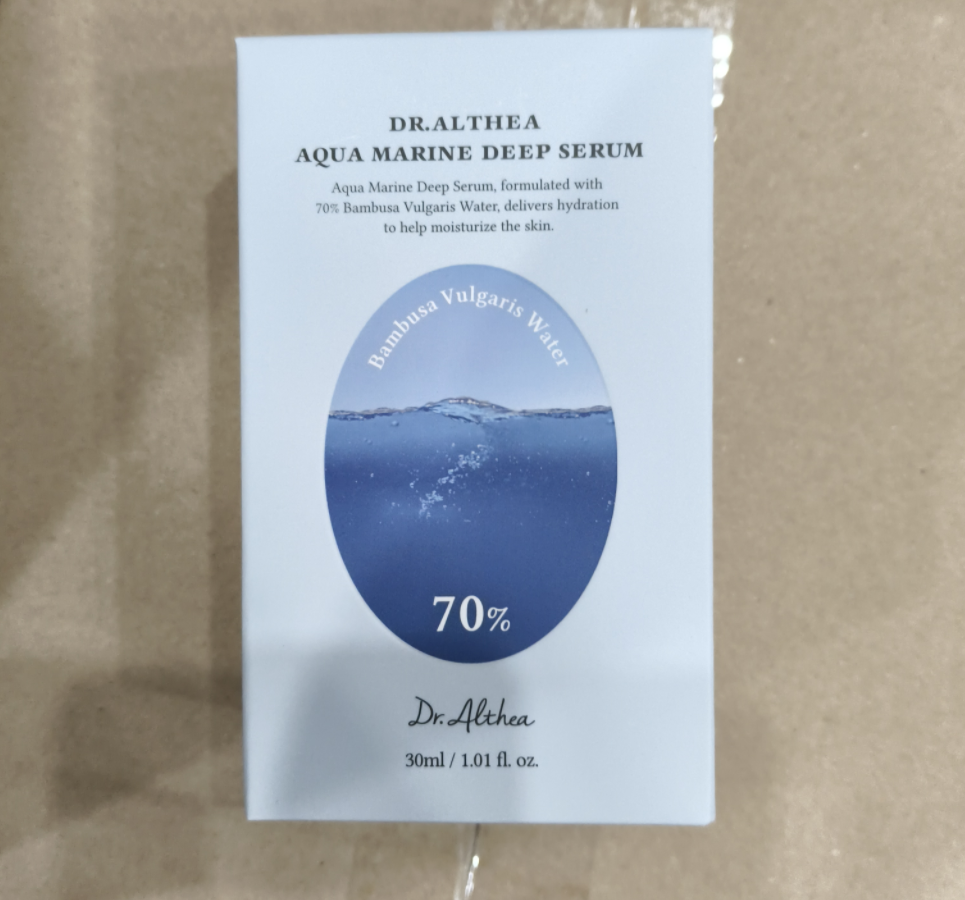 DR.ALTHEA
AQUA MARINE DEEP SERUM
Aqua Marine Deep Serum, formulated with
70% Bambusa Vulgaris Water, delivers hydration
to help moisturize the skin.
Bambusa Vulgaris Water
70%
Dr.Althea
30ml / 1.01 fl. oz.